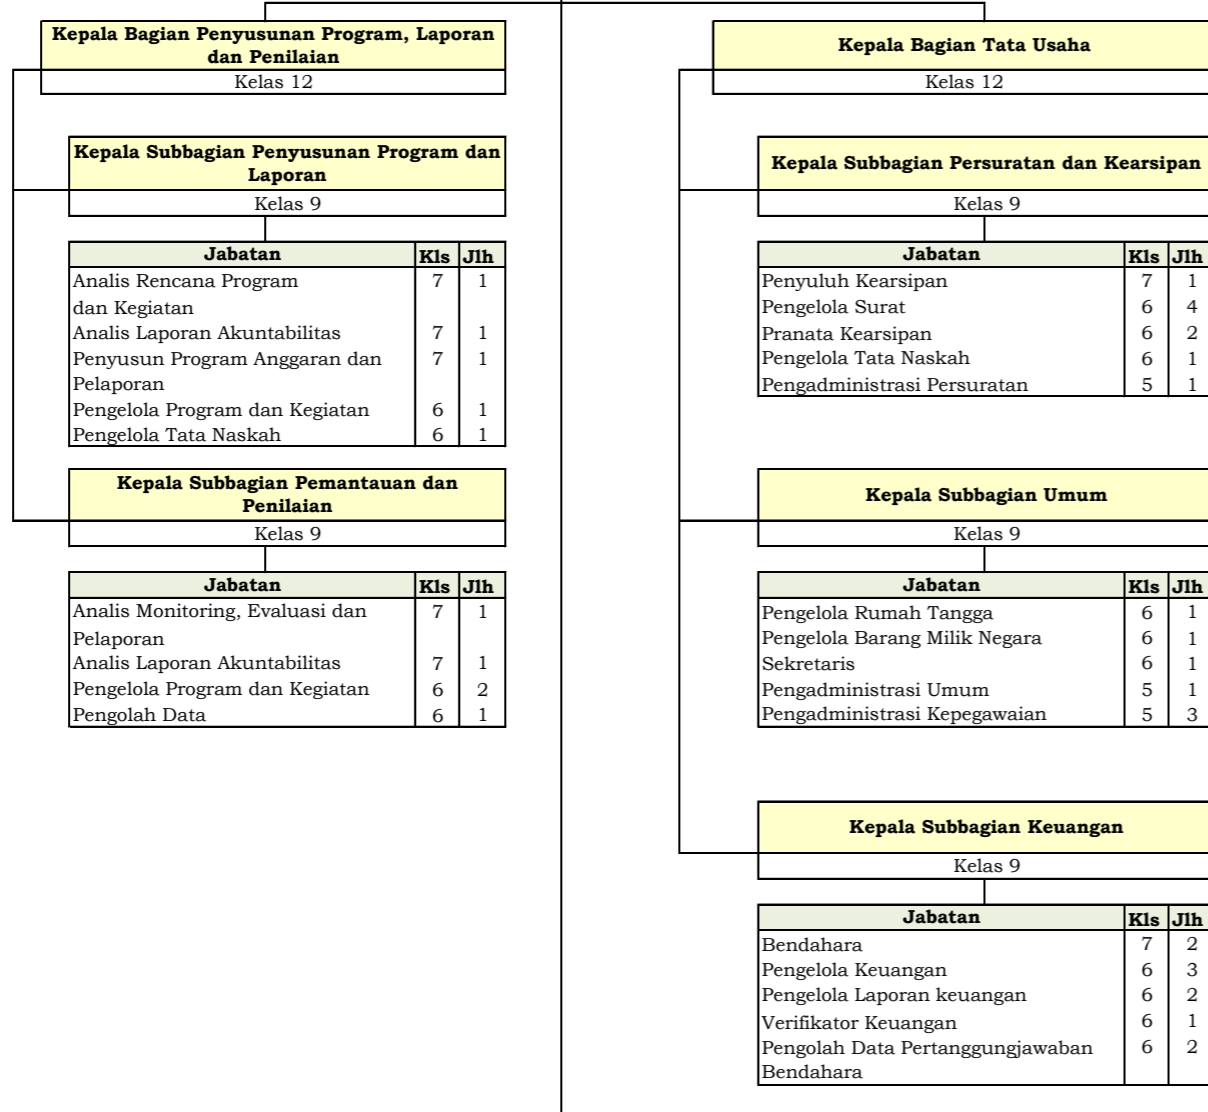 Kepala Bagian Penyusunan Program, Laporan
dan Penilaian
Kelas 12
Kepala Subbagian Penyusunan Program dan
Laporan
Kelas 9
Jabatan Kls Jlh
Analis Rencana Program 7 1
dan Kegiatan
Analis Laporan Akuntabilitas 7 1
Penyusun Program Anggaran dan 7 1
Pelaporan
Pengelola Program dan Kegiatan 6 1
Pengelola Tata Naskah 6 1
Kepala Subbagian Pemantauan dan
Penilaian
Kelas 9
Jabatan Kls Jlh
Analis Monitoring, Evaluasi dan 7 1
Pelaporan
Analis Laporan Akuntabilitas 7 1
Pengelola Program dan Kegiatan 6 2
Pengolah Data 6 1
Kepala Bagian Tata Usaha
Kelas 12
Kepala Subbagian Persuratan dan Kearsipan
Kelas 9
Jabatan Kls Jlh
Penyuluh Kearsipan 7 1
Pengelola Surat 6 4
Pranata Kearsipan 6 2
Pengelola Tata Naskah 6 1
Pengadministrasi Persuratan 5 1
Kepala Subbagian Umum
Kelas 9
Jabatan Kls Jlh
Pengelola Rumah Tangga 6 1
Pengelola Barang Milik Negara 6 1
Sekretaris 6 1
Pengadministrasi Umum 5 1
Pengadministrasi Kepegawaian 5 3
Kepala Subbagian Keuangan
Kelas 9
Jabatan Kls Jlh
Bendahara 7 2
Pengelola Keuangan 6 3
Pengelola Laporan keuangan 6 2
Verifikator Keuangan 6 1
Pengolah Data Pertanggungjawaban 6 2
Bendahara